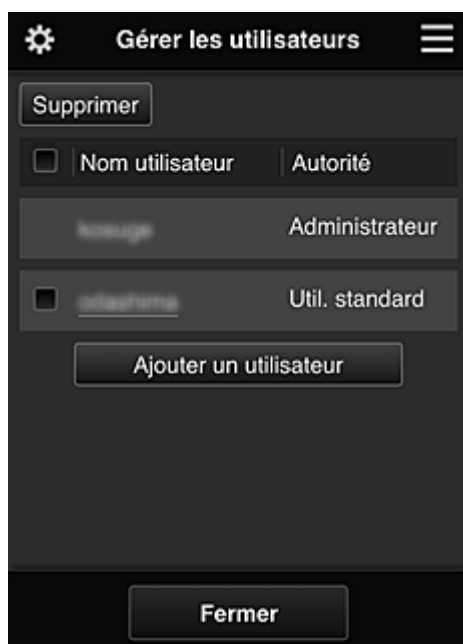 Gérer les utilisateurs
Supprimer
Nom utilisateur Autorité
Administrateur
Util. standard
Ajouter un utilisateur
Fermer